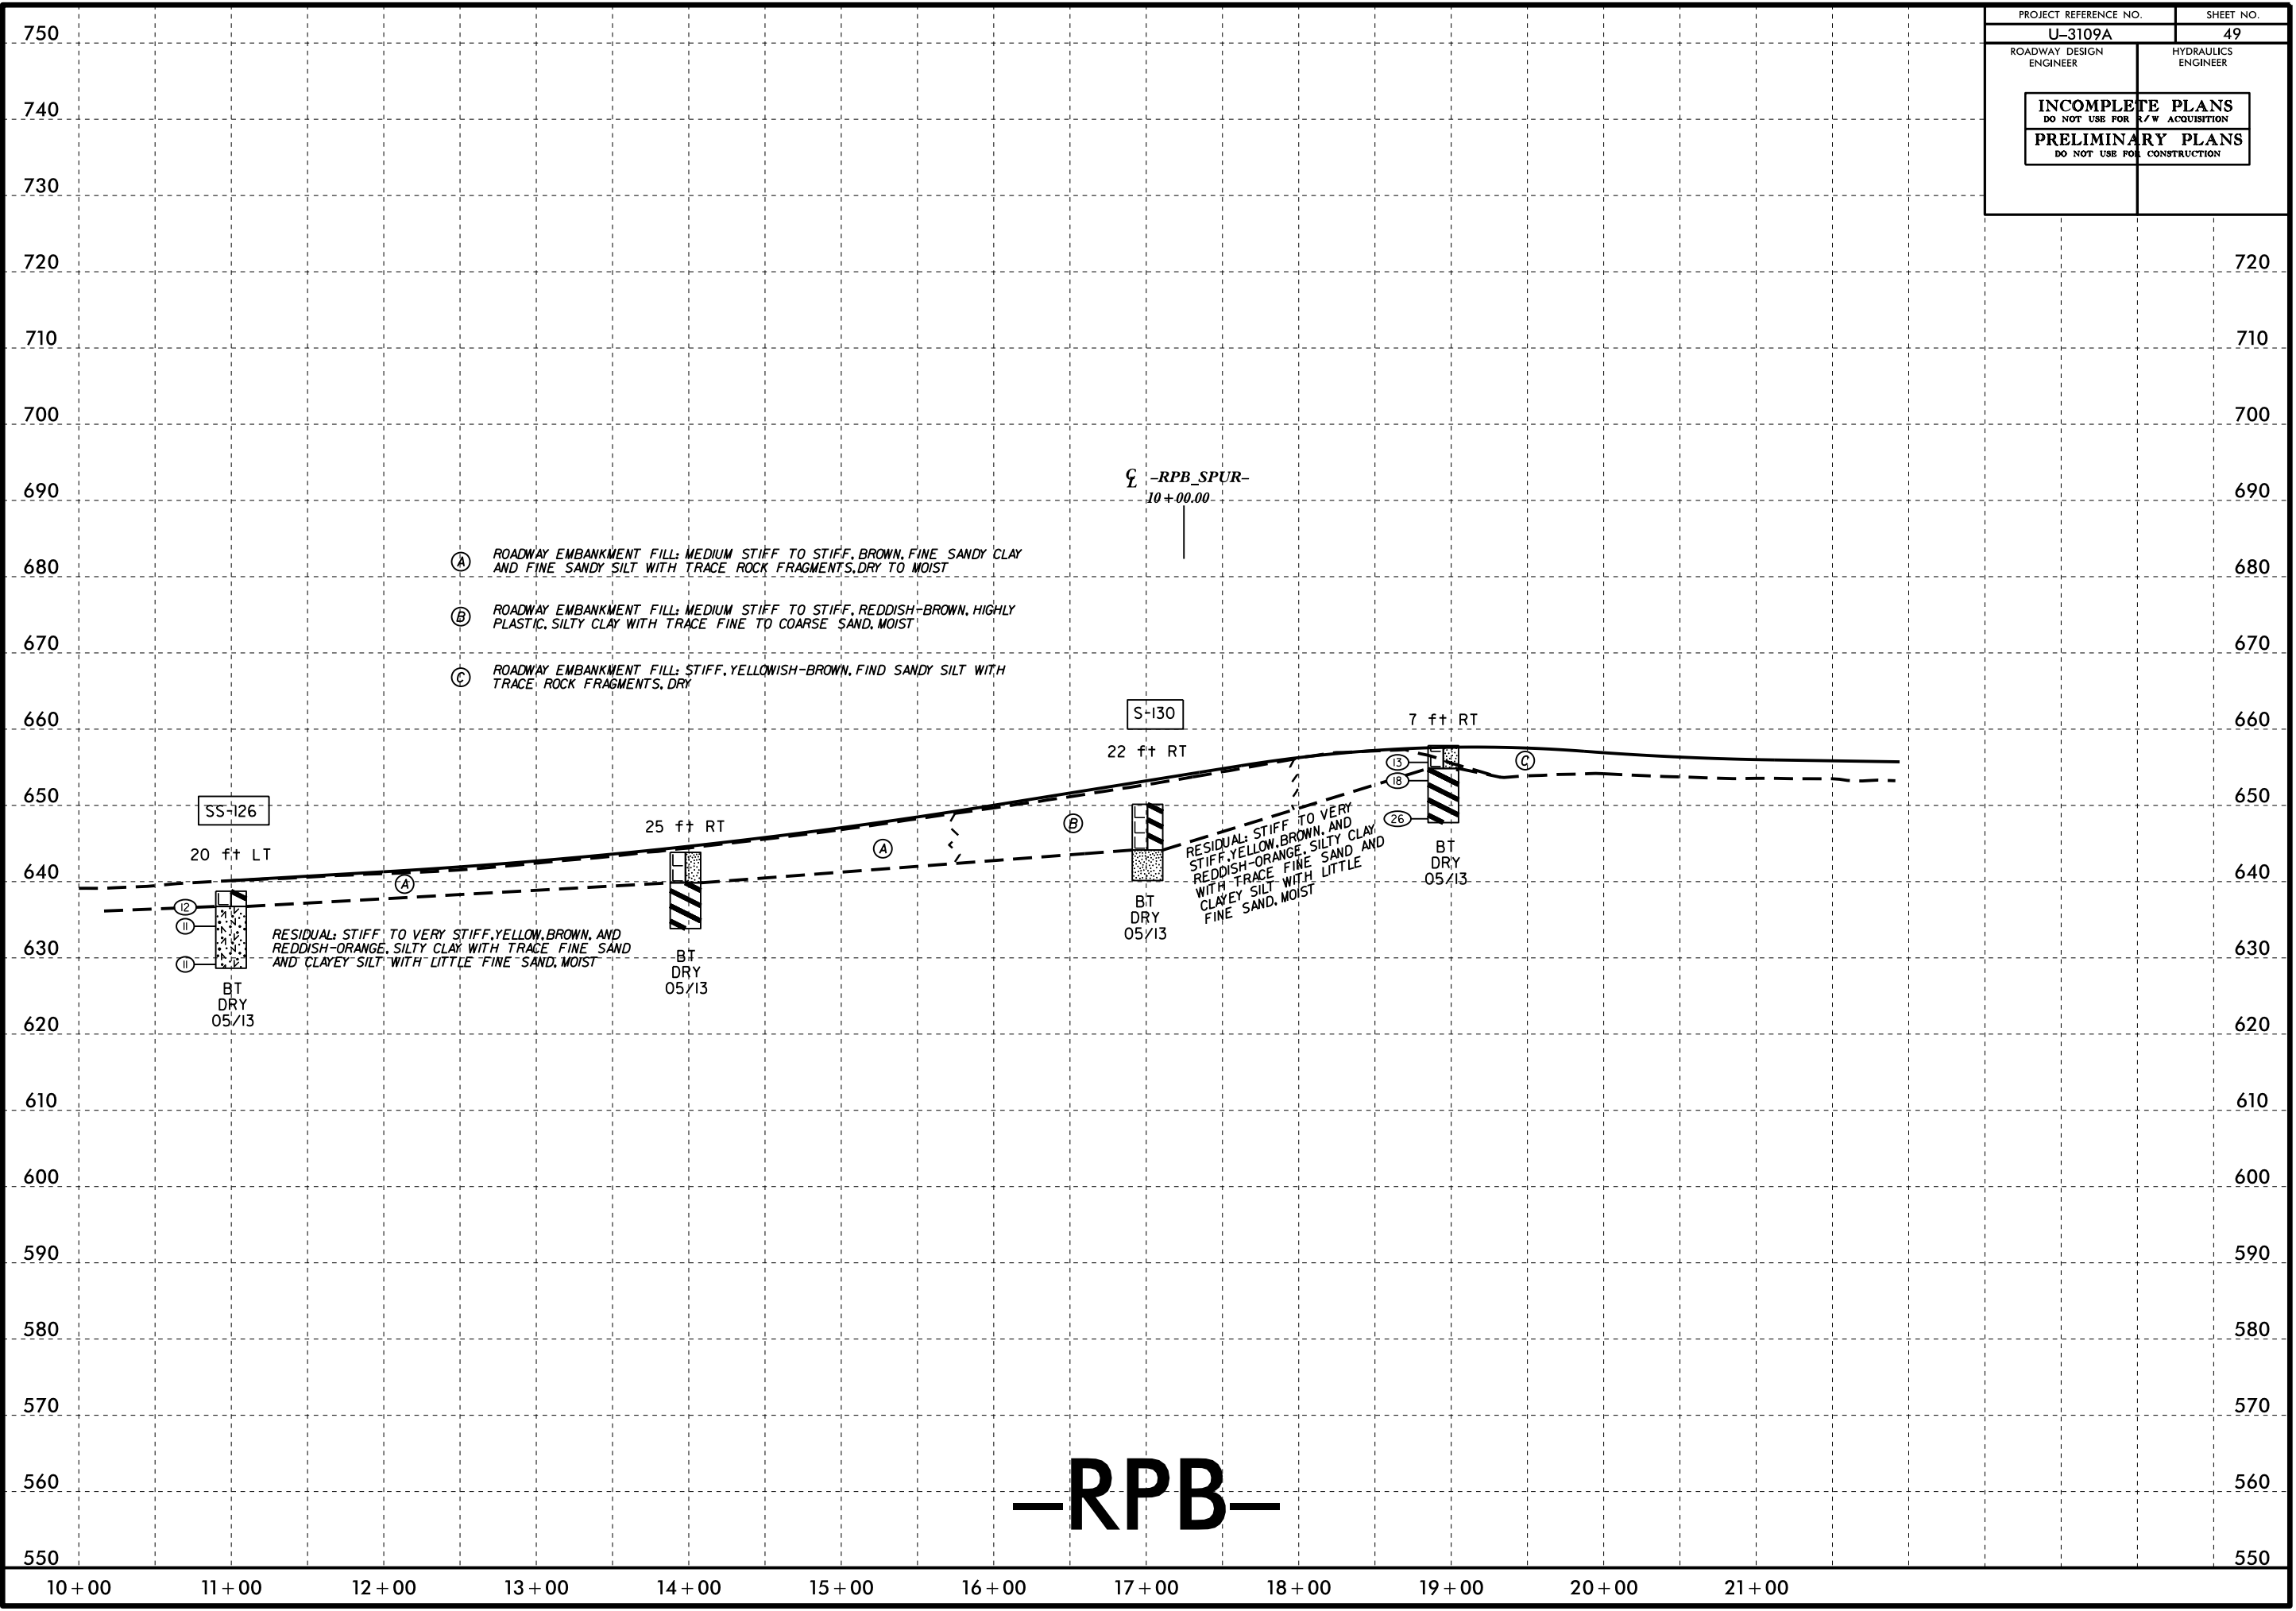 PROJECT REFERENCE NO. SHEET NO.
U-3109A 49
ROADWAY DESIGN ENGINEER
HYDRAULICS ENGINEER
INCOMPLETE PLANS
DO NOT USE FOR R/W ACQUISITION
PRELIMINARY PLANS
DO NOT USE FOR CONSTRUCTION
750
740
730
720 720
710 710
700 700
690 690
680 680
670 670
660 660
650 650
640 640
630 630
620 620
610 610
600 600
590 590
580 580
570 570
560 560
550 550
℄ -RPB_SPUR-
10+00.00
A ROADWAY EMBANKMENT FILL: MEDIUM STIFF TO STIFF, BROWN, FINE SANDY CLAY
AND FINE SANDY SILT WITH TRACE ROCK FRAGMENTS, DRY TO MOIST
B ROADWAY EMBANKMENT FILL: MEDIUM STIFF TO STIFF, REDDISH-BROWN, HIGHLY
PLASTIC, SILTY CLAY WITH TRACE FINE TO COARSE SAND, MOIST
C ROADWAY EMBANKMENT FILL: STIFF, YELLOWISH-BROWN, FIND SANDY SILT WITH
TRACE ROCK FRAGMENTS, DRY
SS-126
20 ft LT
12
11
11
BT
DRY
05/13
A
RESIDUAL: STIFF TO VERY STIFF, YELLOW, BROWN, AND
REDDISH-ORANGE, SILTY CLAY WITH TRACE FINE SAND
AND CLAYEY SILT WITH LITTLE FINE SAND, MOIST
25 ft RT
BT
DRY
05/13
A
B
S-130
22 ft RT
BT
DRY
05/13
RESIDUAL: STIFF TO VERY
STIFF, YELLOW, BROWN, AND
REDDISH-ORANGE, SILTY CLAY
WITH TRACE FINE SAND AND
CLAYEY SILT WITH LITTLE
FINE SAND, MOIST
7 ft RT
13
18
26
BT
DRY
05/13
C
-RPB-
10+00 11+00 12+00 13+00 14+00 15+00 16+00 17+00 18+00 19+00 20+00 21+00